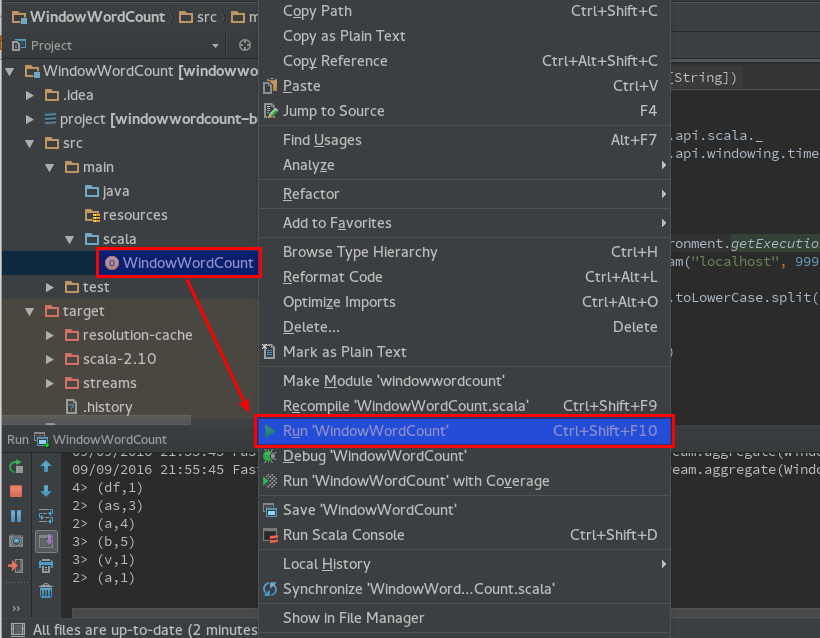 WindowWordCount src m
Project
WindowWordCount [windowwo
.idea
project [windowwordcount-b
src
main
java
resources
scala
WindowWordCount
test
target
resolution-cache
scala-2.10
streams
.history
Copy Path Ctrl+Shift+C
Copy as Plain Text
Copy Reference Ctrl+Alt+Shift+C
Paste Ctrl+V
Jump to Source F4
Find Usages Alt+F7
Analyze
Refactor
Add to Favorites
Browse Type Hierarchy Ctrl+H
Reformat Code Ctrl+Alt+L
Optimize Imports Ctrl+Alt+O
Delete... Delete
Mark as Plain Text
Make Module 'windowwordcount'
Recompile 'WindowWordCount.scala' Ctrl+Shift+F9
Run 'WindowWordCount' Ctrl+Shift+F10
Debug 'WindowWordCount'
Run 'WindowWordCount' with Coverage
Save 'WindowWordCount'
Run Scala Console Ctrl+Shift+D
Local History
Synchronize 'WindowWord...Count.scala'
Show in File Manager
[String])
.api.scala._
.api.windowing.time
ronment.getExecution
am("localhost", 999
.toLowerCase.split(
)
Run WindowWordCount
09/09/2016 21:55:45 Fast
09/09/2016 21:55:45 Fas
eam.aggregate(Window
ream.aggregate(Windo
4> (df,1)
2> (as,3)
2> (a,4)
3> (b,5)
3> (v,1)
2> (a,1)
»
All files are up-to-date (2 minutes